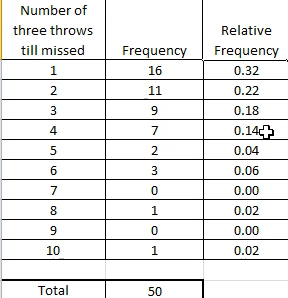 Number of
three throws
till missed Frequency Relative
Frequency
1 16 0.32
2 11 0.22
3 9 0.18
4 7 0.14
5 2 0.04
6 3 0.06
7 0 0.00
8 1 0.02
9 0 0.00
10 1 0.02
Total 50